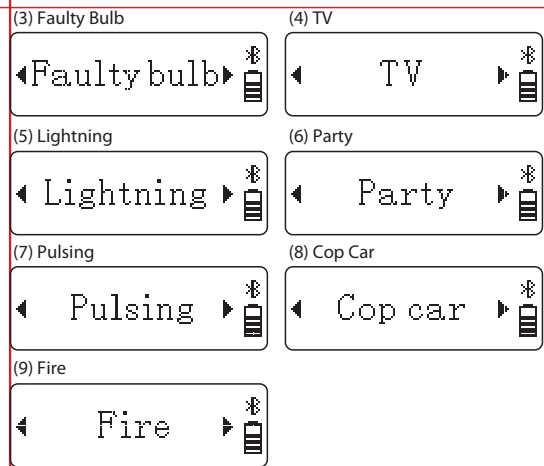 (3) Faulty Bulb
Faulty bulb
(4) TV
TV
(5) Lightning
Lightning
(6) Party
Party
(7) Pulsing
Pulsing
(8) Cop Car
Cop car
(9) Fire
Fire